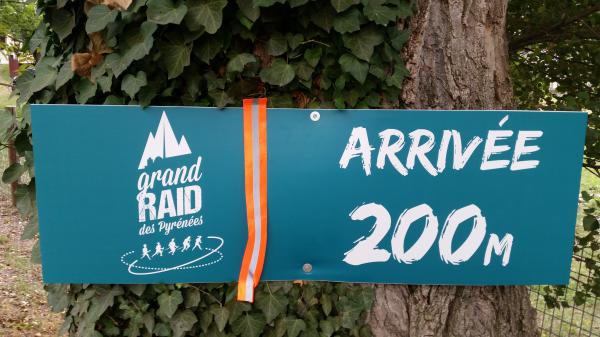 grand
RAID
des Pyrénées
ARRIVÉE
200M